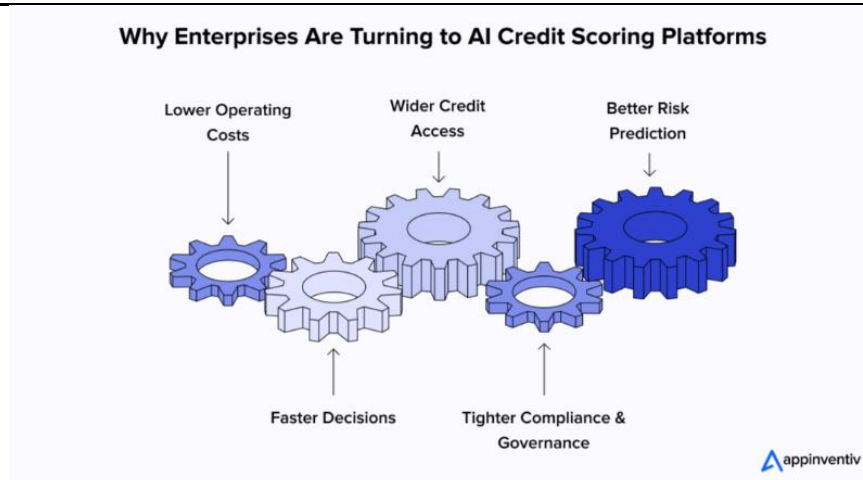 Why Enterprises Are Turning to AI Credit Scoring Platforms
Lower Operating
Costs
Wider Credit
Access
Better Risk
Prediction
Faster Decisions
Tighter Compliance &
Governance
appinventiv